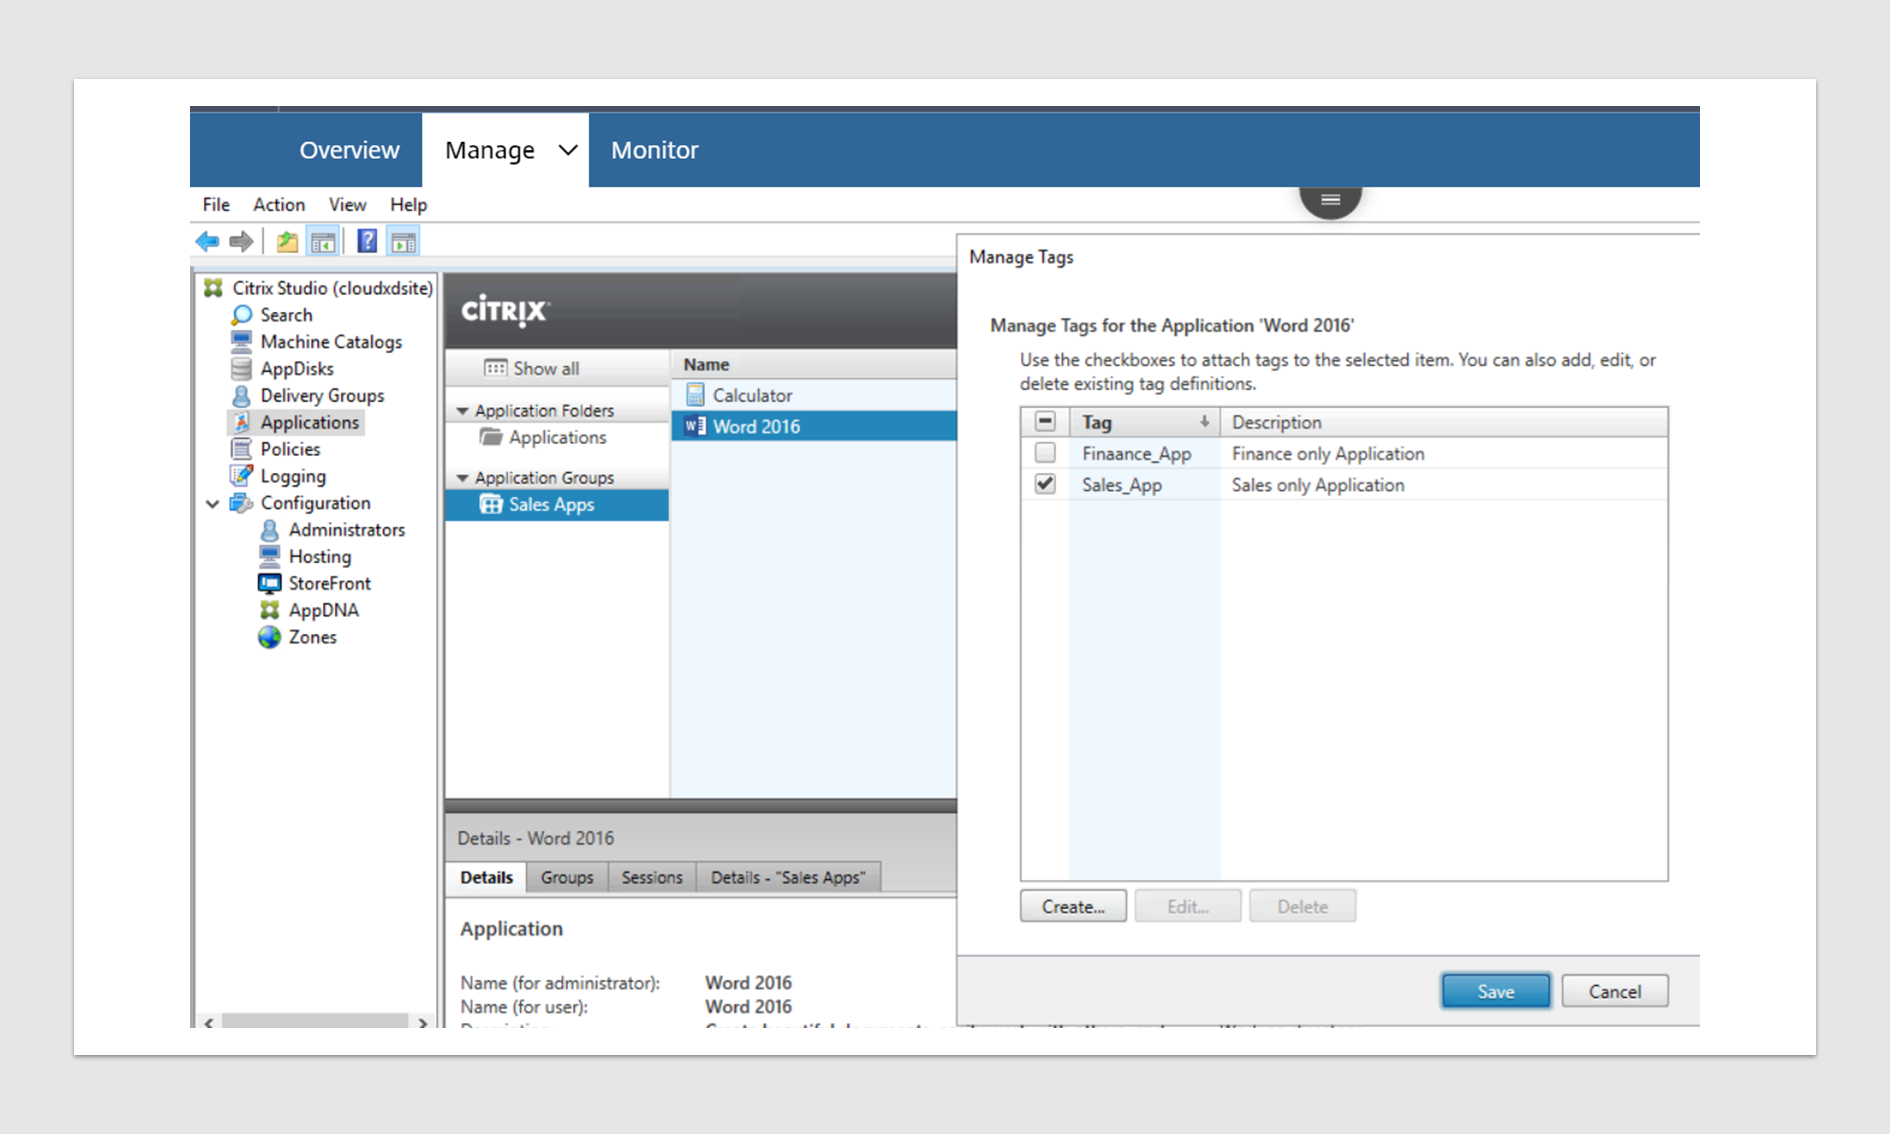 Overview Manage Monitor
File Action View Help
Citrix Studio (cloudxdsite)
Search
Machine Catalogs
AppDisks
Delivery Groups
Applications
Policies
Logging
Configuration
Administrators
Hosting
StoreFront
AppDNA
Zones
CiTRIX
Show all
Application Folders
Applications
Application Groups
Sales Apps
Name
Calculator
Word 2016
Details - Word 2016
Details Groups Sessions Details - "Sales Apps"
Application
Name (for administrator): Word 2016
Name (for user): Word 2016
Manage Tags
Manage Tags for the Application 'Word 2016'
Use the checkboxes to attach tags to the selected item. You can also add, edit, or
delete existing tag definitions.
Tag Description
Finaance_App Finance only Application
Sales_App Sales only Application
Create... Edit... Delete
Save Cancel